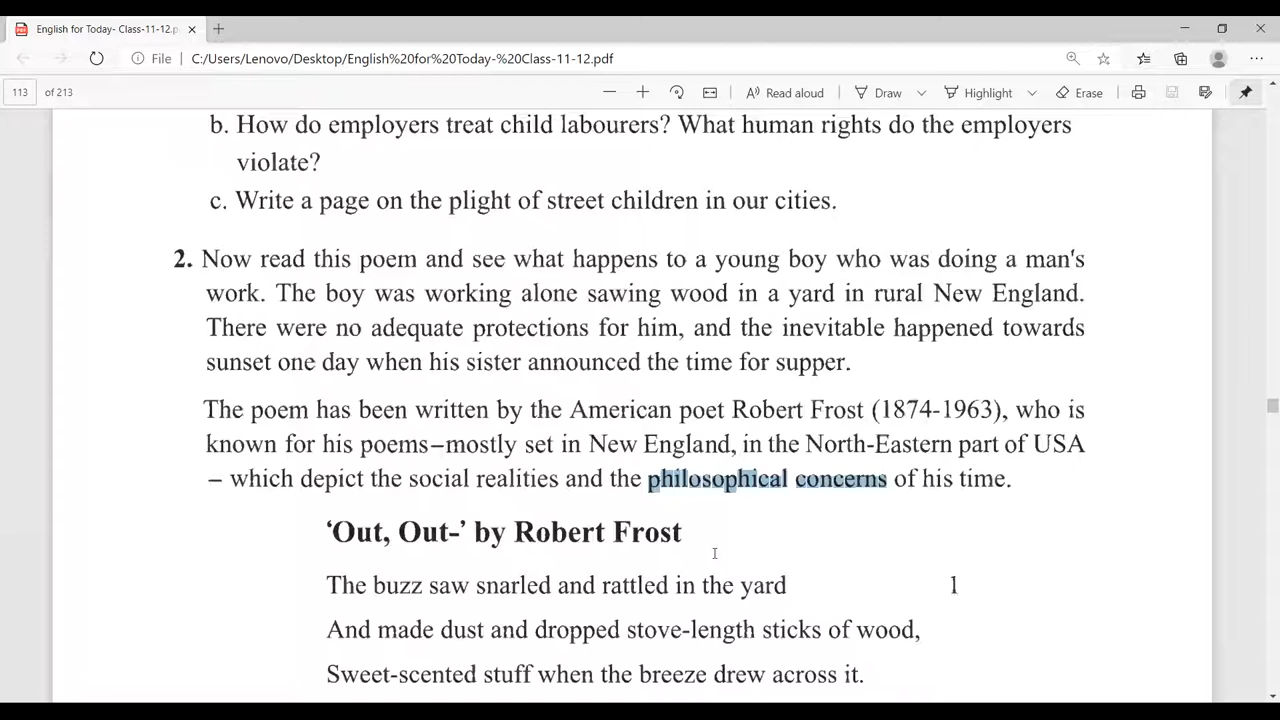 English for Today- Class-11-12.p
File C:/Users/Lenovo/Desktop/English%20for%20Today-%20Class-11-12.pdf
113 of 213 Read aloud Draw Highlight Erase
b. How do employers treat child labourers? What human rights do the employers
violate?
c. Write a page on the plight of street children in our cities.
2. Now read this poem and see what happens to a young boy who was doing a man's
work. The boy was working alone sawing wood in a yard in rural New England.
There were no adequate protections for him, and the inevitable happened towards
sunset one day when his sister announced the time for supper.
The poem has been written by the American poet Robert Frost (1874-1963), who is
known for his poems–mostly set in New England, in the North-Eastern part of USA
– which depict the social realities and the philosophical concerns of his time.
‘Out, Out-’ by Robert Frost
The buzz saw snarled and rattled in the yard 1
And made dust and dropped stove-length sticks of wood,
Sweet-scented stuff when the breeze drew across it.